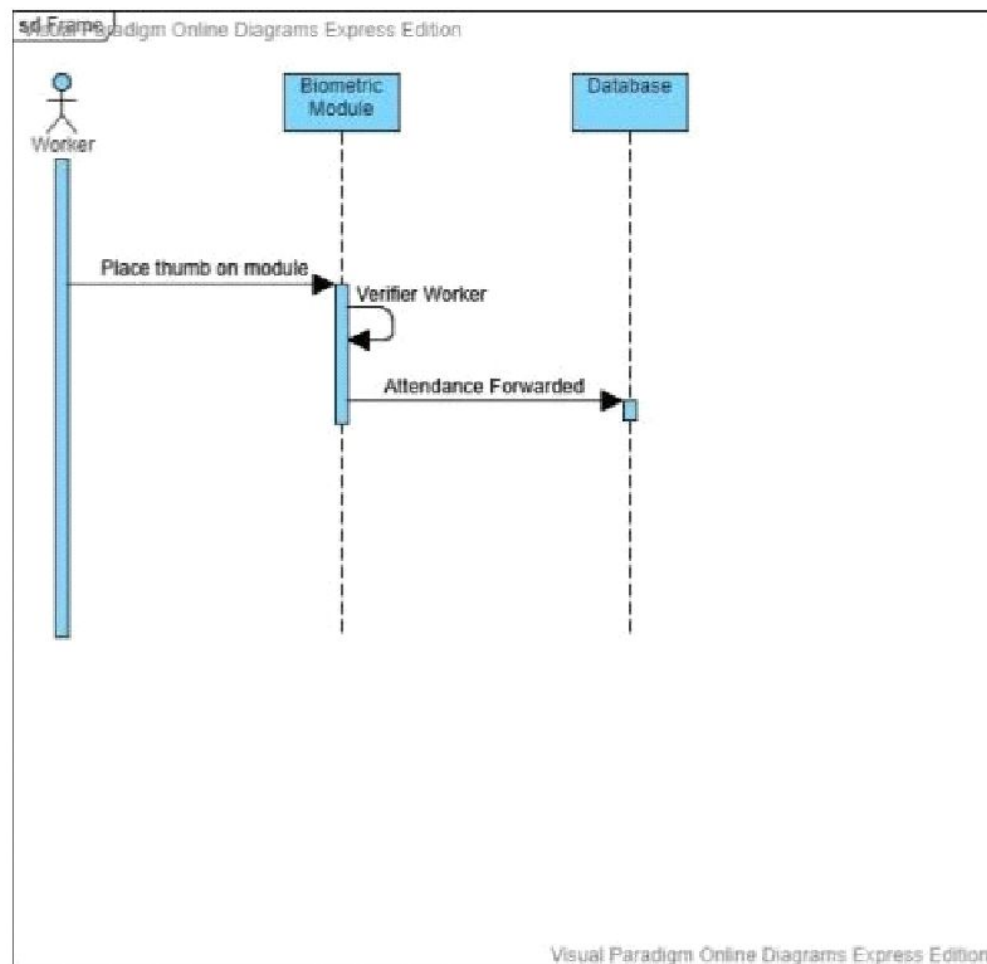 sd Frame
Visual Paradigm Online Diagrams Express Edition
Biometric
Module
Database
Worker
Place thumb on module
Verifier Worker
Attendance Forwarded
Visual Paradigm Online Diagrams Express Edition